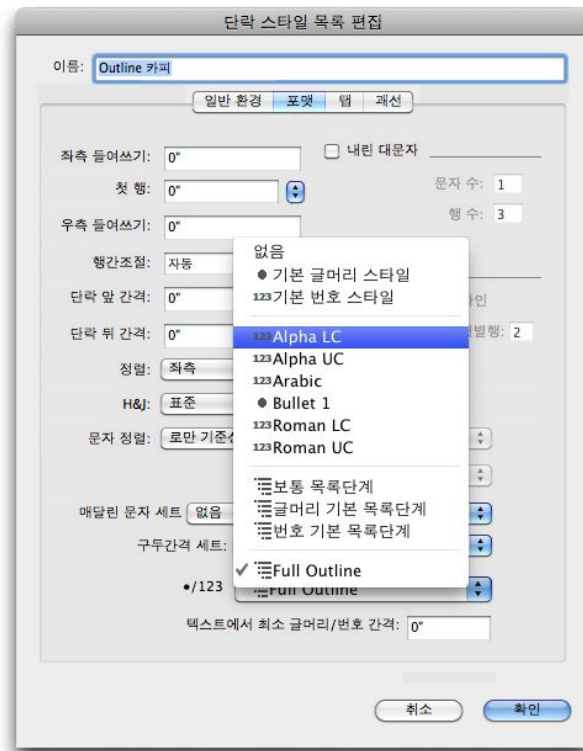 단락 스타일 목록 편집
이름: Outline 카피
일반 환경 포맷 탭 괘선
좌측 들여쓰기: 0"
내린 대문자
첫 행: 0"
문자 수: 1
행 수: 3
우측 들여쓰기: 0"
행간조절: 자동
단락 앞 간격: 0"
단락 뒤 간격: 0"
2
정렬: 좌측
H&J: 표준
문자 정렬: 로만
매달린 문자 세트 없음
구두간격 세트:
•/123 Full Outline
텍스트에서 최소 글머리/번호 간격: 0"
없음
• 기본 글머리 스타일
123 기본 번호 스타일
123 Alpha LC
123 Alpha UC
123 Arabic
• Bullet 1
123 Roman LC
123 Roman UC
보통 목록단계
글머리 기본 목록단계
번호 기본 목록단계
✓ Full Outline
취소 확인